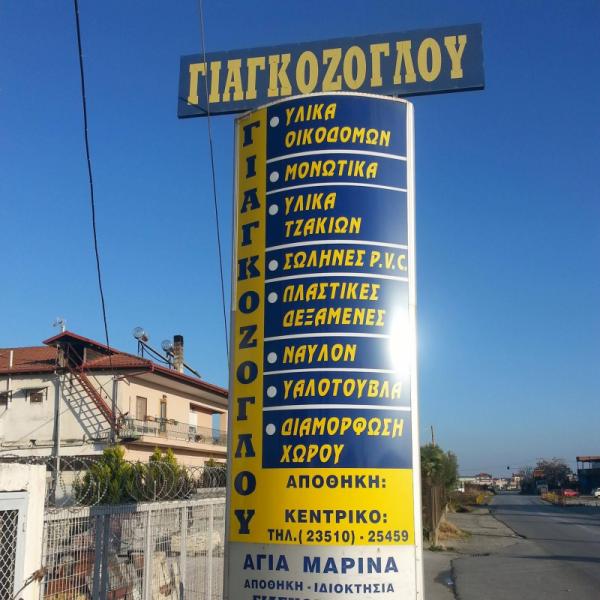 ΓΙΑΓΚΟΖΟΓΛΟΥ
ΓΙΑΓΚΟΖΟΓΛΟΥ
• ΥΛΙΚΑ
ΟΙΚΟΔΟΜΩΝ
• ΜΟΝΩΤΙΚΑ
• ΥΛΙΚΑ
ΤΖΑΚΙΩΝ
• ΣΩΛΗΝΕΣ P.V.C.
• ΠΛΑΣΤΙΚΕΣ
ΔΕΞΑΜΕΝΕΣ
• ΝΑΥΛΟΝ
• ΥΑΛΟΤΟΥΒΛΑ
• ΔΙΑΜΟΡΦΩΣΗ
ΧΩΡΟΥ
ΑΠΟΘΗΚΗ:
ΚΕΝΤΡΙΚΟ:
ΤΗΛ.( 23510) - 25459
ΑΓΙΑ ΜΑΡΙΝΑ
ΑΠΟΘΗΚΗ - ΙΔΙΟΚΤΗΣΙΑ